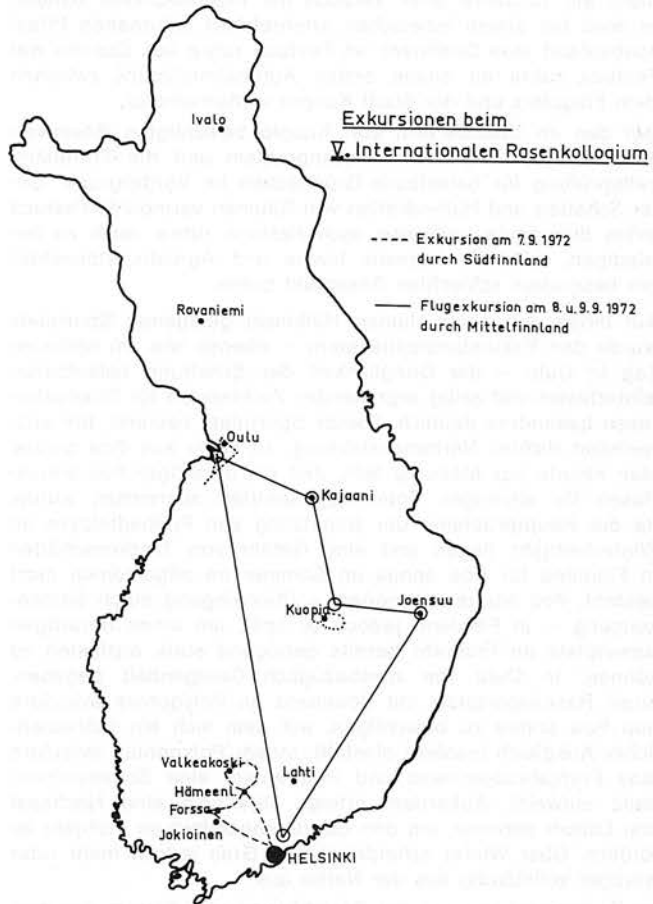 Ivalo
Exkursionen beim
V. Internationalen Rasenkolloquium
Exkursion am 7.9.1972
durch Südfinnland
Rovaniemi
Flugexkursion am 8.u.9.9.1972
durch Mittelfinnland
Oulu
Kajaani
Kuopio
Joensuu
Valkeakoski
Lahti
Hämeenl.
Forssa
Jokioinen
HELSINKI